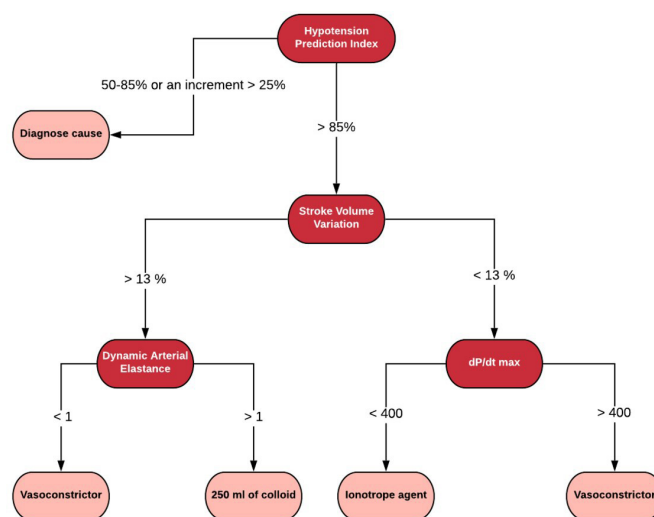 Hypotension
Prediction Index
50-85% or an increment > 25%
Diagnose cause
> 85%
Stroke Volume
Variation
> 13 %
< 13 %
Dynamic Arterial
Elastance
dP/dt max
< 1
> 1
< 400
> 400
Vasoconstrictor
250 ml of colloid
Ionotrope agent
Vasoconstrictor